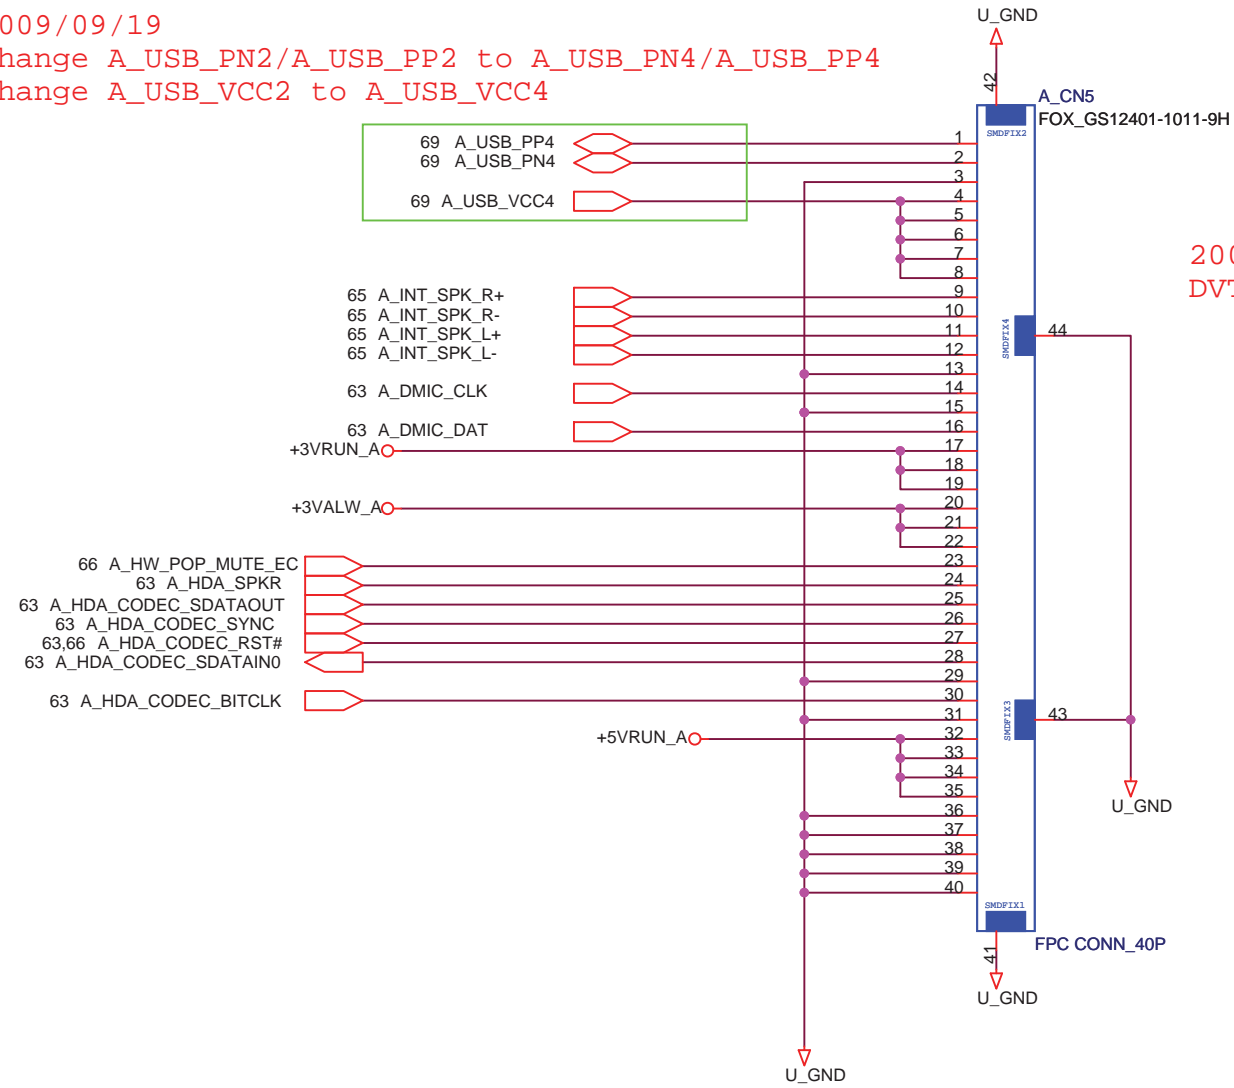 009/09/19
hange A_USB_PN2/A_USB_PP2 to A_USB_PN4/A_USB_PP4
hange A_USB_VCC2 to A_USB_VCC4
U_GND
42
A_CN5
FOX_GS12401-1011-9H
SMDFIX2
69 A_USB_PP4
1
69 A_USB_PN4
2
3
69 A_USB_VCC4
4
5
6
7
8
200
DVT
65 A_INT_SPK_R+
9
65 A_INT_SPK_R-
10
65 A_INT_SPK_L+
11
65 A_INT_SPK_L-
12
SMDFIX4
44
13
63 A_DMIC_CLK
14
15
63 A_DMIC_DAT
16
+3VRUN_A
17
18
19
+3VALW_A
20
21
22
66 A_HW_POP_MUTE_EC
23
63 A_HDA_SPKR
24
63 A_HDA_CODEC_SDATAOUT
25
63 A_HDA_CODEC_SYNC
26
63,66 A_HDA_CODEC_RST#
27
63 A_HDA_CODEC_SDATAIN0
28
29
63 A_HDA_CODEC_BITCLK
30
31
SMDFIX3
43
+5VRUN_A
32
33
34
35
36
37
38
39
40
U_GND
SMDFIX1
FPC CONN_40P
41
U_GND
U_GND